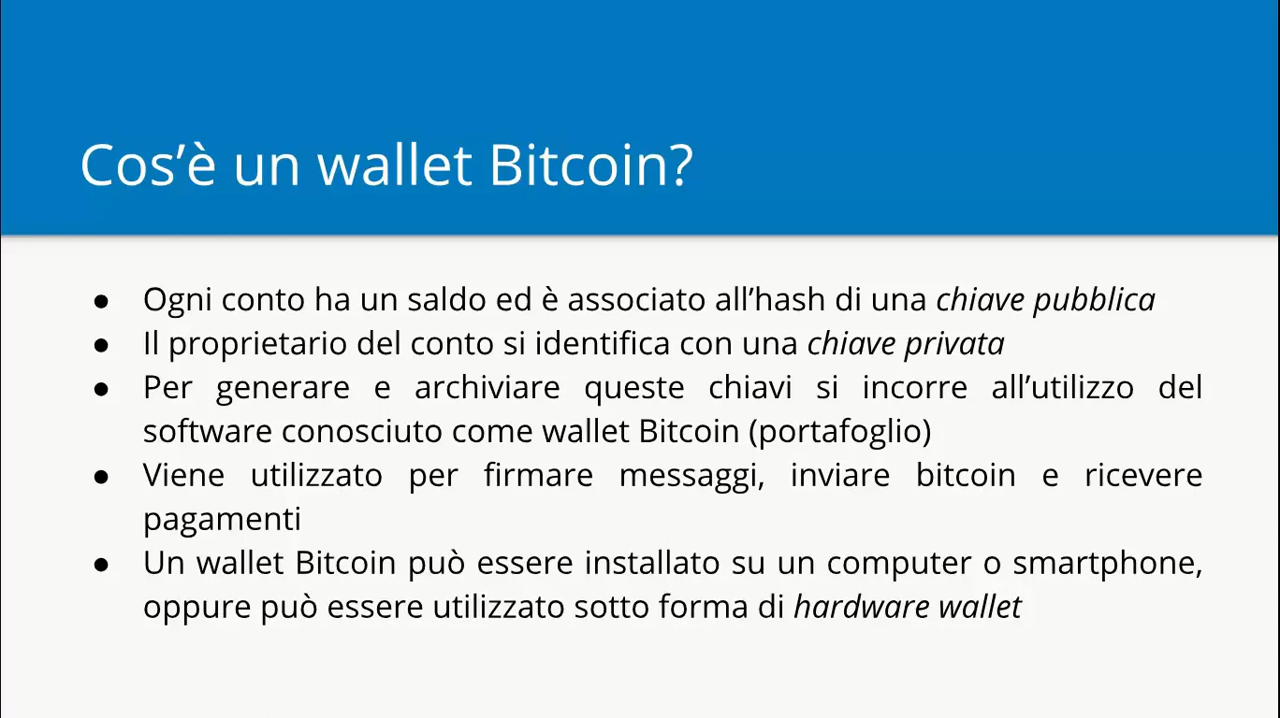 Cos’è un wallet Bitcoin?
● Ogni conto ha un saldo ed è associato all’hash di una chiave pubblica
● Il proprietario del conto si identifica con una chiave privata
● Per generare e archiviare queste chiavi si incorre all’utilizzo del
software conosciuto come wallet Bitcoin (portafoglio)
● Viene utilizzato per firmare messaggi, inviare bitcoin e ricevere
pagamenti
● Un wallet Bitcoin può essere installato su un computer o smartphone,
oppure può essere utilizzato sotto forma di hardware wallet